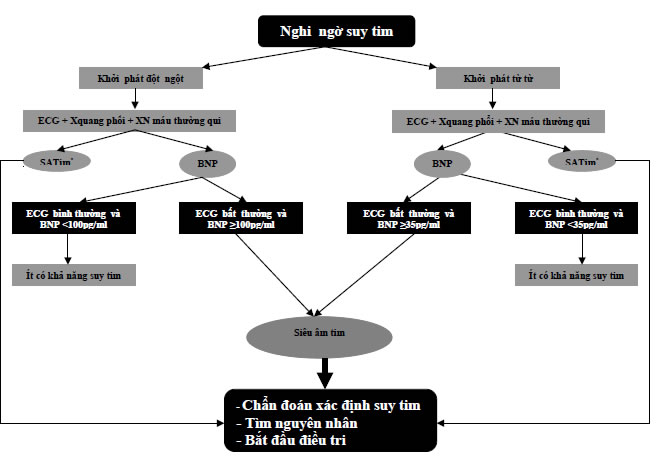 Nghi ngờ suy tim
Khởi phát đột ngột
Khởi phát từ từ
ECG + Xquang phổi + XN máu thường qui
ECG + Xquang phổi + XN máu thường qui
SATim*
BNP
BNP
SATim*
ECG bình thường và
BNP <100pg/ml
ECG bất thường và
BNP ≥100pg/ml
ECG bất thường và
BNP ≥35pg/ml
ECG bình thường và
BNP <35pg/ml
Ít có khả năng suy tim
Ít có khả năng suy tim
Siêu âm tim
- Chẩn đoán xác định suy tim
- Tìm nguyên nhân
- Bắt đầu điều trị